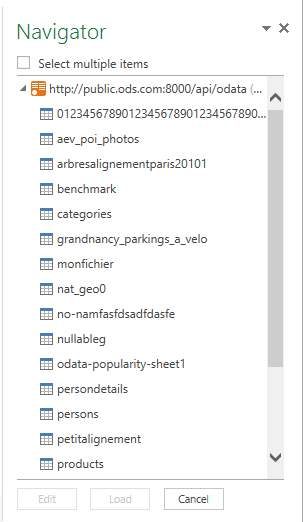 Navigator
Select multiple items
http://public.ods.com:8000/api/odata (...
0123456789012345678901234567890...
aev_poi_photos
arbresalignementparis20101
benchmark
categories
grandnancy_parkings_a_velo
monfichier
nat_geo0
no-namfasfdsadfdasfe
nullableg
odata-popularity-sheet1
persondetails
persons
petitalignement
products
Edit
Load
Cancel